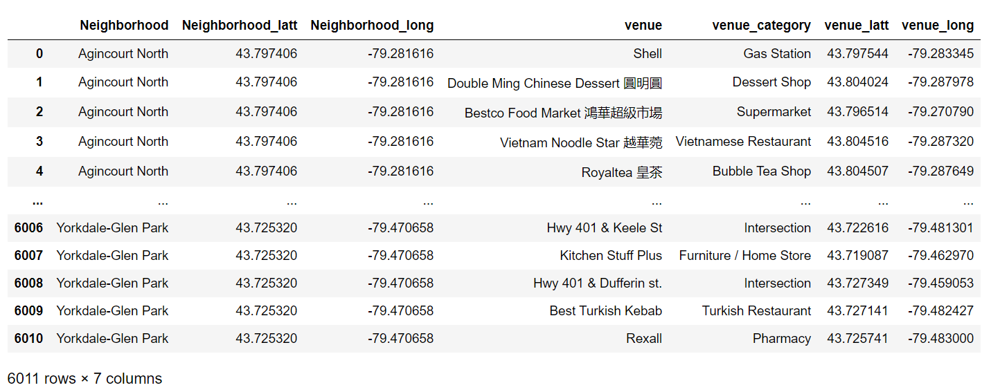 Neighborhood Neighborhood_latt Neighborhood_long venue venue_category venue_latt venue_long
0 Agincourt North 43.797406 -79.281616 Shell Gas Station 43.797544 -79.283345
1 Agincourt North 43.797406 -79.281616 Double Ming Chinese Dessert 圓明圓 Dessert Shop 43.804024 -79.287978
2 Agincourt North 43.797406 -79.281616 Bestco Food Market 鴻華超級市場 Supermarket 43.796514 -79.270790
3 Agincourt North 43.797406 -79.281616 Vietnam Noodle Star 越華菀 Vietnamese Restaurant 43.804516 -79.287320
4 Agincourt North 43.797406 -79.281616 Royaltea 皇茶 Bubble Tea Shop 43.804507 -79.287649
... ... ... ... ... ... ... ...
6006 Yorkdale-Glen Park 43.725320 -79.470658 Hwy 401 & Keele St Intersection 43.722616 -79.481301
6007 Yorkdale-Glen Park 43.725320 -79.470658 Kitchen Stuff Plus Furniture / Home Store 43.719087 -79.462970
6008 Yorkdale-Glen Park 43.725320 -79.470658 Hwy 401 & Dufferin st. Intersection 43.727349 -79.459053
6009 Yorkdale-Glen Park 43.725320 -79.470658 Best Turkish Kebab Turkish Restaurant 43.727141 -79.482427
6010 Yorkdale-Glen Park 43.725320 -79.470658 Rexall Pharmacy 43.725741 -79.483000
6011 rows × 7 columns